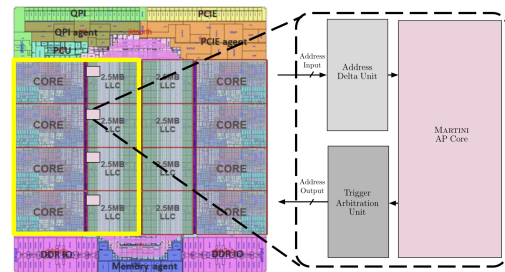 QPI
PCIE
QPI agent
PCU
PCIE agent
CORE
2.5MB
LLC
2.5MB
LLC
CORE
CORE
2.5MB
LLC
2.5MB
LLC
CORE
CORE
2.5MB
LLC
2.5MB
LLC
CORE
CORE
2.5MB
LLC
2.5MB
LLC
CORE
DDR IO
DDR IO
Memory agent
Address
Input
Address
Delta Unit
MARTINI
AP Core
Address
Output
Trigger
Arbitration
Unit